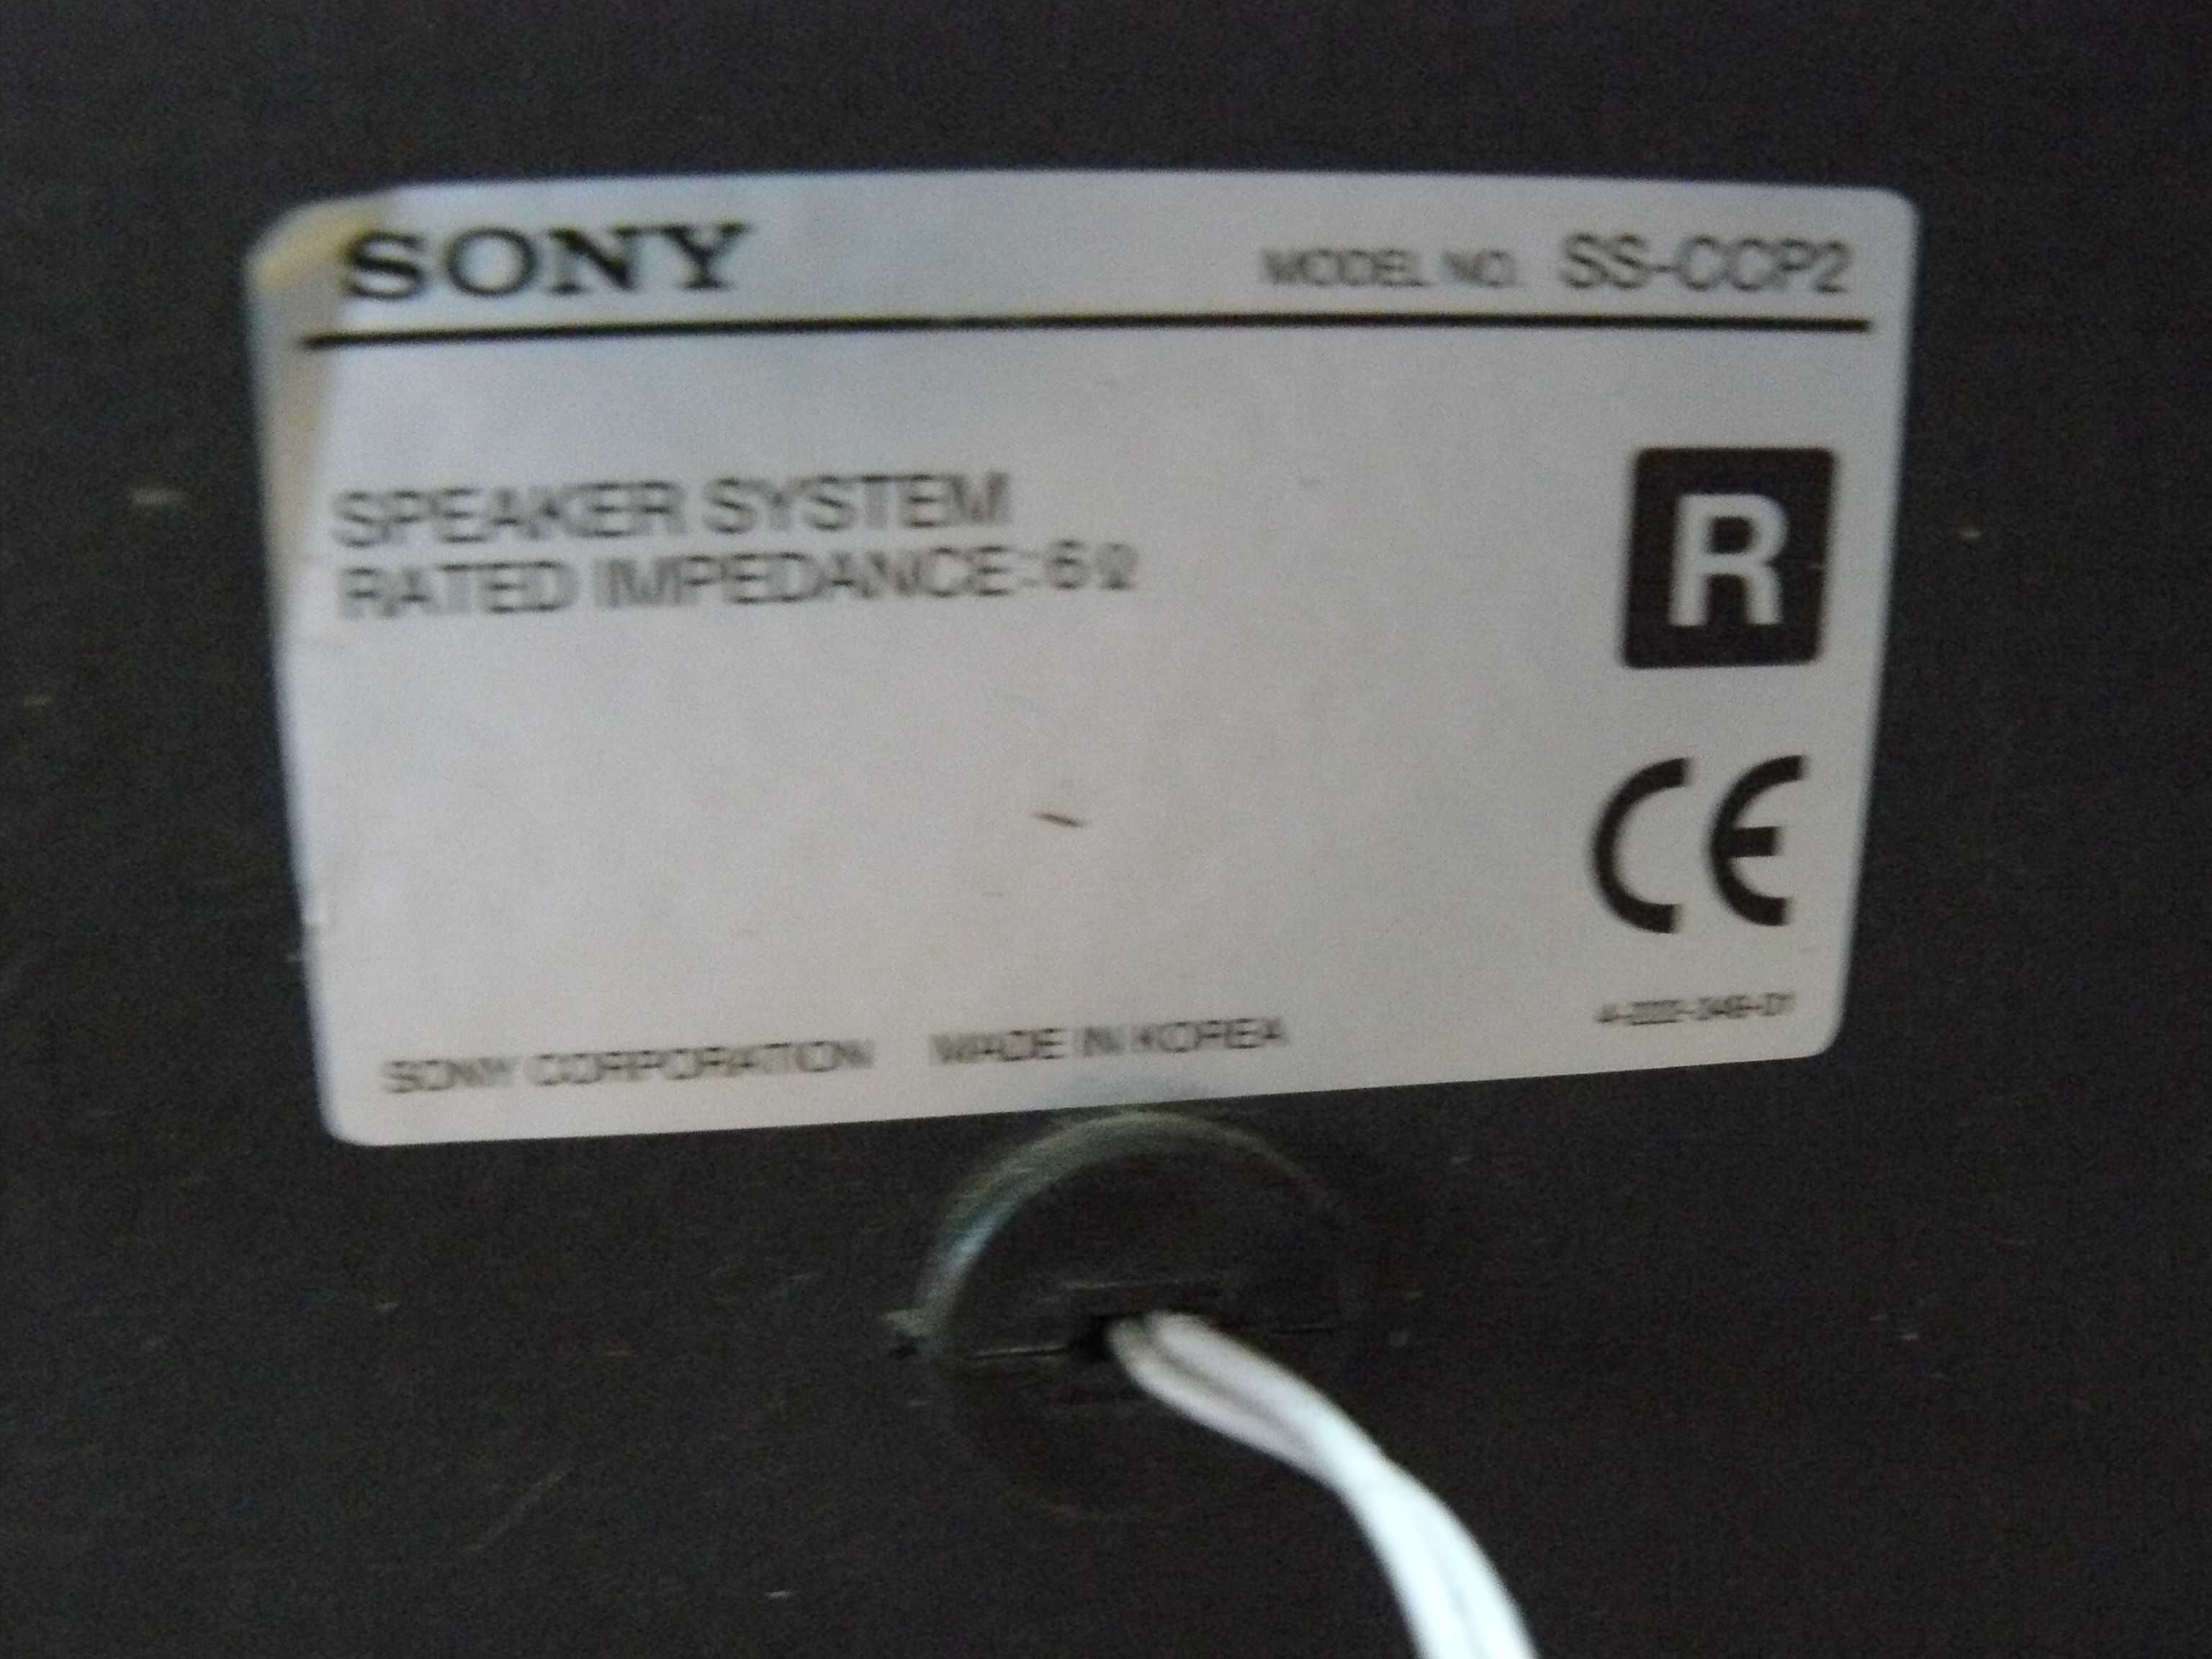 SONY MODEL NO. SS-CCP2
SPEAKER SYSTEM
RATED IMPEDANCE:6Ω
R
CE
SONY CORPORATION MADE IN KOREA